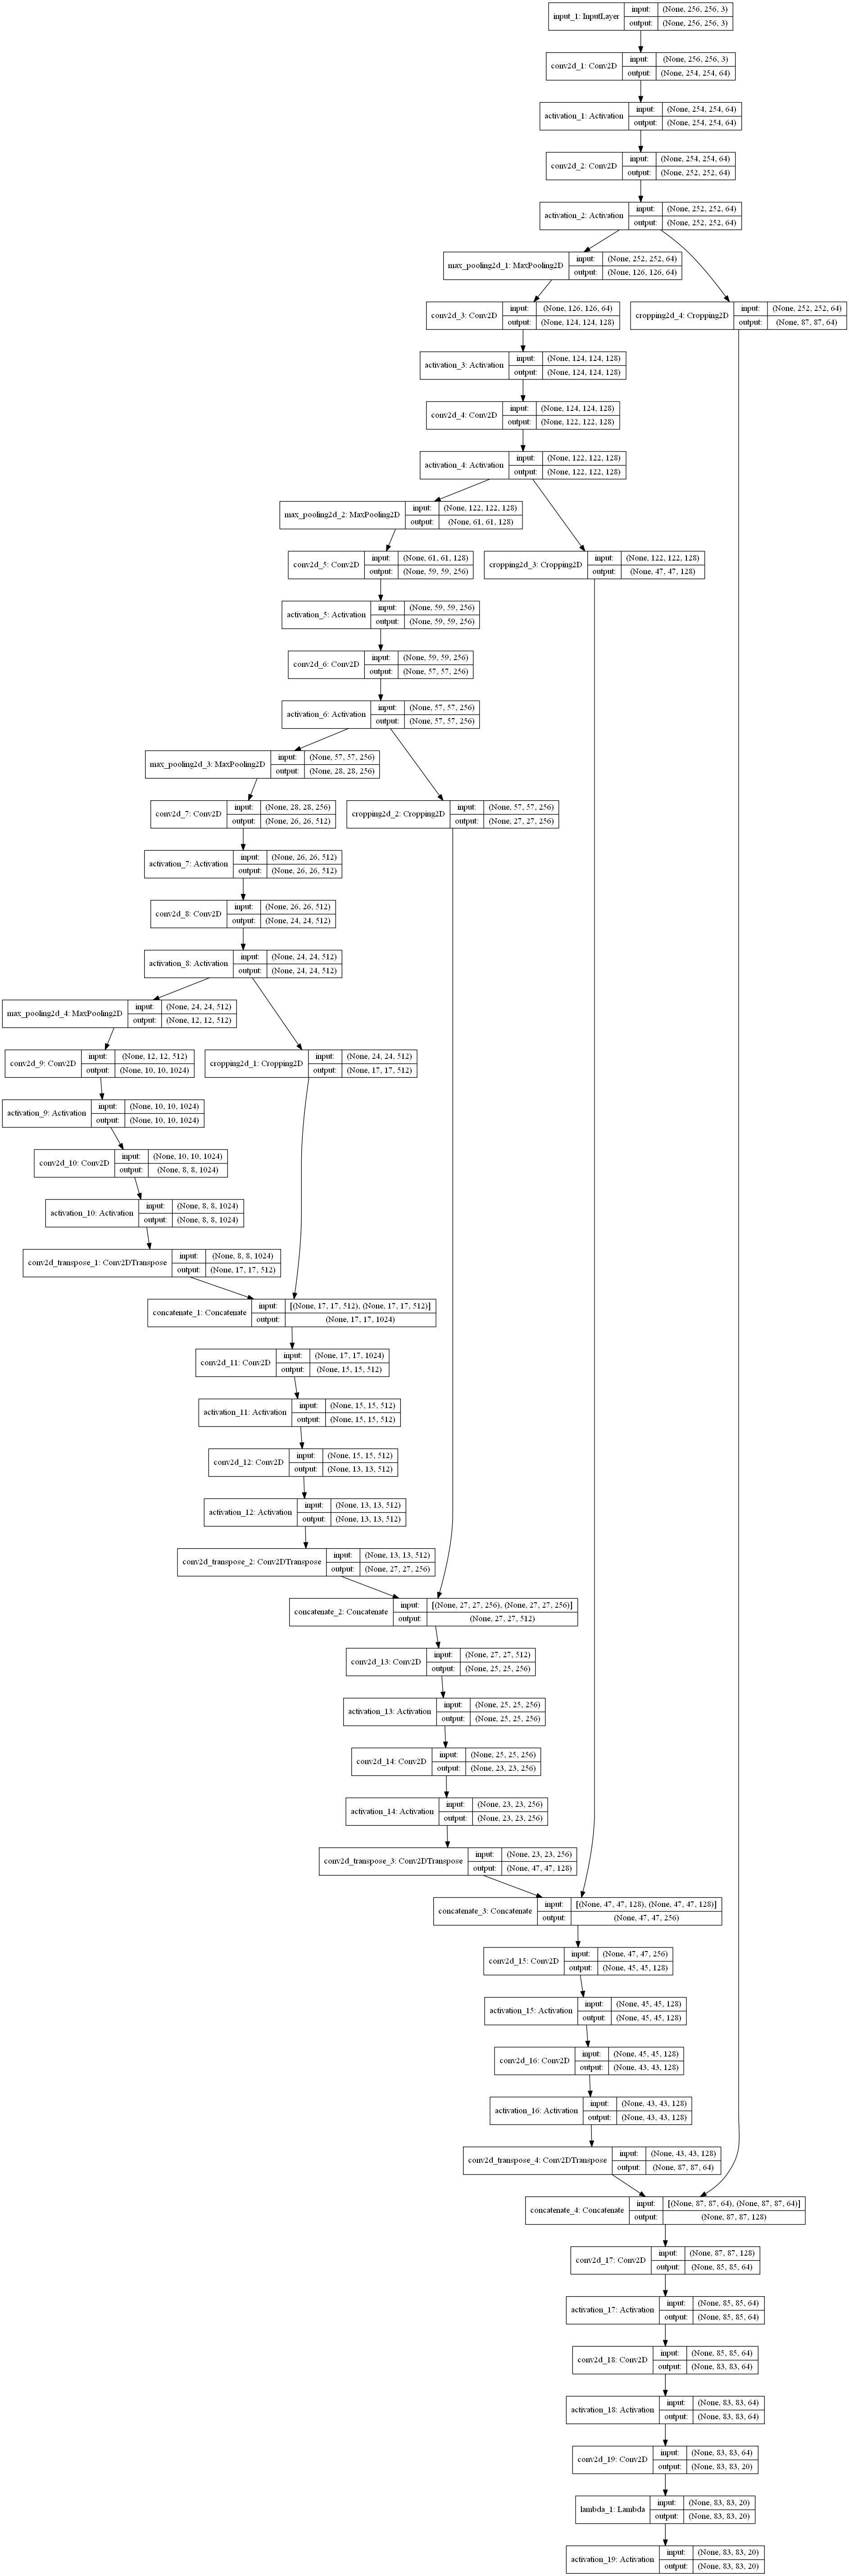 input_1: InputLayer
input: (None, 256, 256, 3)
output: (None, 256, 256, 3)
conv2d_1: Conv2D
input: (None, 256, 256, 3)
output: (None, 254, 254, 64)
activation_1: Activation
input: (None, 254, 254, 64)
output: (None, 254, 254, 64)
conv2d_2: Conv2D
input: (None, 254, 254, 64)
output: (None, 252, 252, 64)
activation_2: Activation
input: (None, 252, 252, 64)
output: (None, 252, 252, 64)
max_pooling2d_1: MaxPooling2D
input: (None, 252, 252, 64)
output: (None, 126, 126, 64)
conv2d_3: Conv2D
input: (None, 126, 126, 64)
output: (None, 124, 124, 128)
cropping2d_4: Cropping2D
input: (None, 252, 252, 64)
output: (None, 87, 87, 64)
activation_3: Activation
input: (None, 124, 124, 128)
output: (None, 124, 124, 128)
conv2d_4: Conv2D
input: (None, 124, 124, 128)
output: (None, 122, 122, 128)
activation_4: Activation
input: (None, 122, 122, 128)
output: (None, 122, 122, 128)
max_pooling2d_2: MaxPooling2D
input: (None, 122, 122, 128)
output: (None, 61, 61, 128)
conv2d_5: Conv2D
input: (None, 61, 61, 128)
output: (None, 59, 59, 256)
cropping2d_3: Cropping2D
input: (None, 122, 122, 128)
output: (None, 47, 47, 128)
activation_5: Activation
input: (None, 59, 59, 256)
output: (None, 59, 59, 256)
conv2d_6: Conv2D
input: (None, 59, 59, 256)
output: (None, 57, 57, 256)
activation_6: Activation
input: (None, 57, 57, 256)
output: (None, 57, 57, 256)
max_pooling2d_3: MaxPooling2D
input: (None, 57, 57, 256)
output: (None, 28, 28, 256)
conv2d_7: Conv2D
input: (None, 28, 28, 256)
output: (None, 26, 26, 512)
cropping2d_2: Cropping2D
input: (None, 57, 57, 256)
output: (None, 27, 27, 256)
activation_7: Activation
input: (None, 26, 26, 512)
output: (None, 26, 26, 512)
conv2d_8: Conv2D
input: (None, 26, 26, 512)
output: (None, 24, 24, 512)
activation_8: Activation
input: (None, 24, 24, 512)
output: (None, 24, 24, 512)
max_pooling2d_4: MaxPooling2D
input: (None, 24, 24, 512)
output: (None, 12, 12, 512)
conv2d_9: Conv2D
input: (None, 12, 12, 512)
output: (None, 10, 10, 1024)
cropping2d_1: Cropping2D
input: (None, 24, 24, 512)
output: (None, 17, 17, 512)
activation_9: Activation
input: (None, 10, 10, 1024)
output: (None, 10, 10, 1024)
conv2d_10: Conv2D
input: (None, 10, 10, 1024)
output: (None, 8, 8, 1024)
activation_10: Activation
input: (None, 8, 8, 1024)
output: (None, 8, 8, 1024)
conv2d_transpose_1: Conv2DTranspose
input: (None, 8, 8, 1024)
output: (None, 17, 17, 512)
concatenate_1: Concatenate
input: [(None, 17, 17, 512), (None, 17, 17, 512)]
output: (None, 17, 17, 1024)
conv2d_11: Conv2D
input: (None, 17, 17, 1024)
output: (None, 15, 15, 512)
activation_11: Activation
input: (None, 15, 15, 512)
output: (None, 15, 15, 512)
conv2d_12: Conv2D
input: (None, 15, 15, 512)
output: (None, 13, 13, 512)
activation_12: Activation
input: (None, 13, 13, 512)
output: (None, 13, 13, 512)
conv2d_transpose_2: Conv2DTranspose
input: (None, 13, 13, 512)
output: (None, 27, 27, 256)
concatenate_2: Concatenate
input: [(None, 27, 27, 256), (None, 27, 27, 256)]
output: (None, 27, 27, 512)
conv2d_13: Conv2D
input: (None, 27, 27, 512)
output: (None, 25, 25, 256)
activation_13: Activation
input: (None, 25, 25, 256)
output: (None, 25, 25, 256)
conv2d_14: Conv2D
input: (None, 25, 25, 256)
output: (None, 23, 23, 256)
activation_14: Activation
input: (None, 23, 23, 256)
output: (None, 23, 23, 256)
conv2d_transpose_3: Conv2DTranspose
input: (None, 23, 23, 256)
output: (None, 47, 47, 128)
concatenate_3: Concatenate
input: [(None, 47, 47, 128), (None, 47, 47, 128)]
output: (None, 47, 47, 256)
conv2d_15: Conv2D
input: (None, 47, 47, 256)
output: (None, 45, 45, 128)
activation_15: Activation
input: (None, 45, 45, 128)
output: (None, 45, 45, 128)
conv2d_16: Conv2D
input: (None, 45, 45, 128)
output: (None, 43, 43, 128)
activation_16: Activation
input: (None, 43, 43, 128)
output: (None, 43, 43, 128)
conv2d_transpose_4: Conv2DTranspose
input: (None, 43, 43, 128)
output: (None, 87, 87, 64)
concatenate_4: Concatenate
input: [(None, 87, 87, 64), (None, 87, 87, 64)]
output: (None, 87, 87, 128)
conv2d_17: Conv2D
input: (None, 87, 87, 128)
output: (None, 85, 85, 64)
activation_17: Activation
input: (None, 85, 85, 64)
output: (None, 85, 85, 64)
conv2d_18: Conv2D
input: (None, 85, 85, 64)
output: (None, 83, 83, 64)
activation_18: Activation
input: (None, 83, 83, 64)
output: (None, 83, 83, 64)
conv2d_19: Conv2D
input: (None, 83, 83, 64)
output: (None, 83, 83, 20)
lambda_1: Lambda
input: (None, 83, 83, 20)
output: (None, 83, 83, 20)
activation_19: Activation
input: (None, 83, 83, 20)
output: (None, 83, 83, 20)